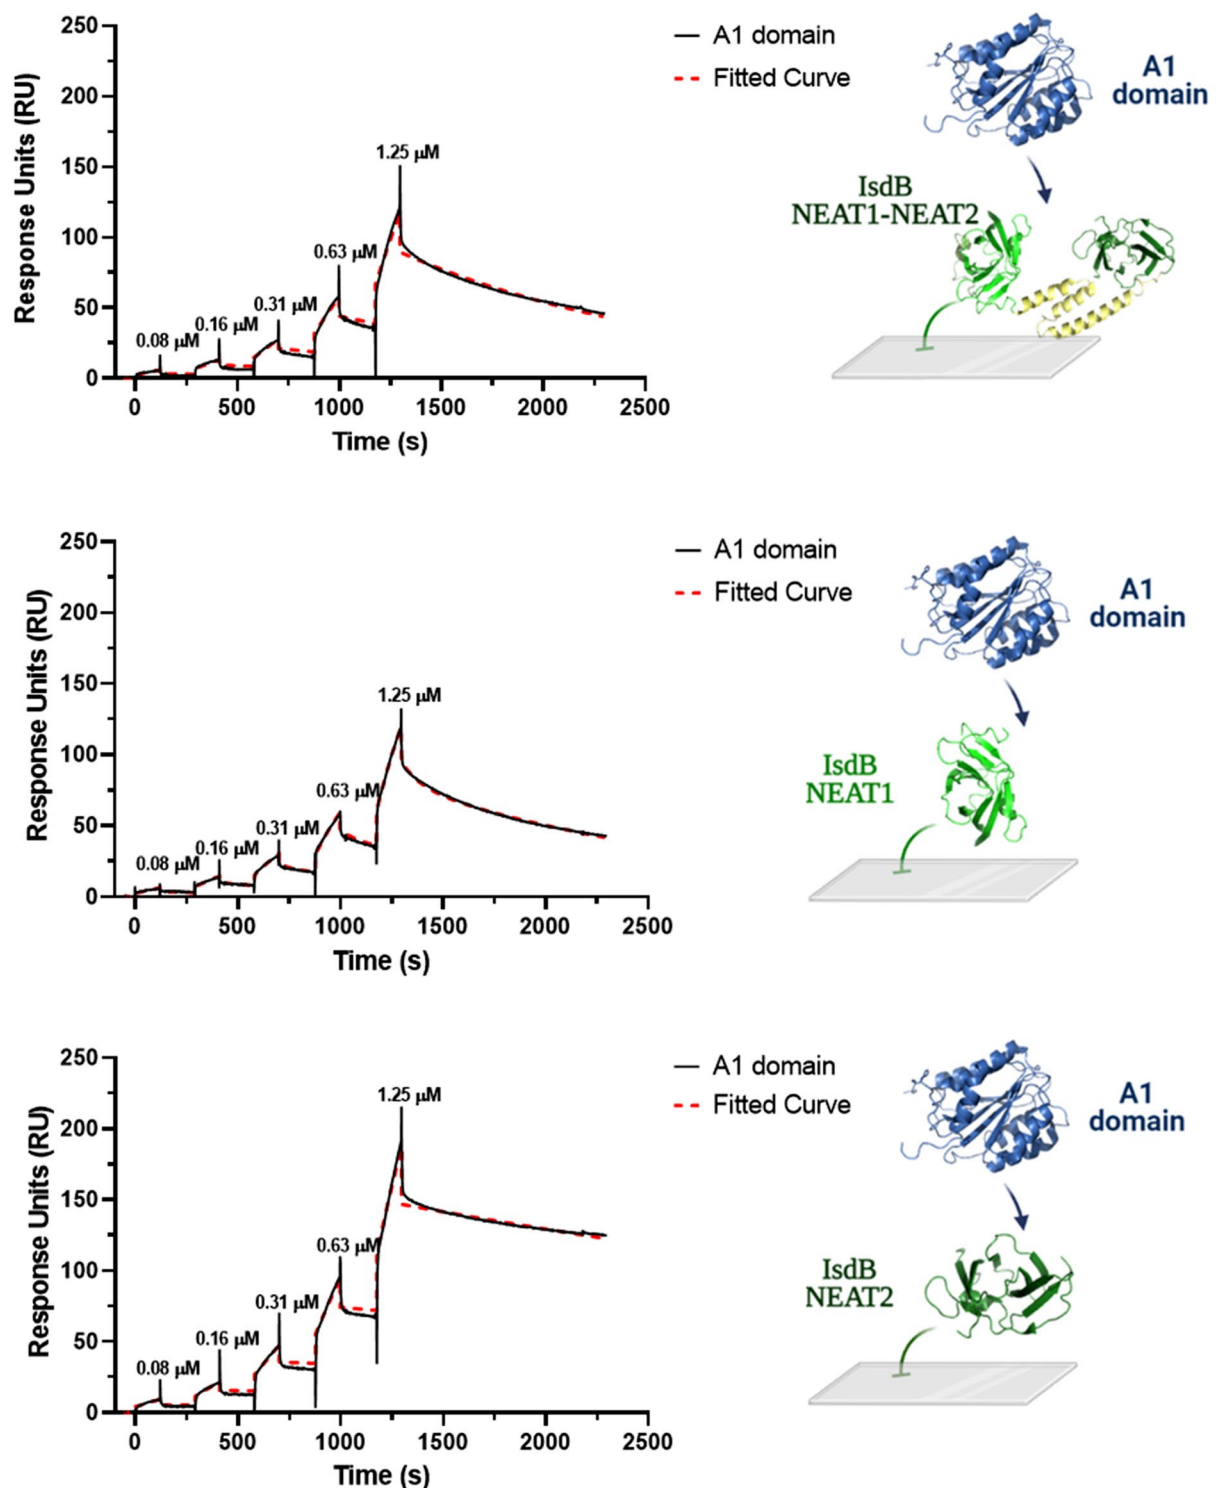 250
200
150
100
50
0
Response Units (RU)
0.08 µM
0.16 µM
0.31 µM
0.63 µM
1.25 µM
0 500 1000 1500 2000 2500
Time (s)
A1 domain
Fitted Curve
A1
domain
IsdB
NEAT1-NEAT2
250
200
150
100
50
0
Response Units (RU)
0.08 µM
0.16 µM
0.31 µM
0.63 µM
1.25 µM
0 500 1000 1500 2000 2500
Time (s)
A1 domain
Fitted Curve
A1
domain
IsdB
NEAT1
250
200
150
100
50
0
Response Units (RU)
0.08 µM
0.16 µM
0.31 µM
0.63 µM
1.25 µM
0 500 1000 1500 2000 2500
Time (s)
A1 domain
Fitted Curve
A1
domain
IsdB
NEAT2